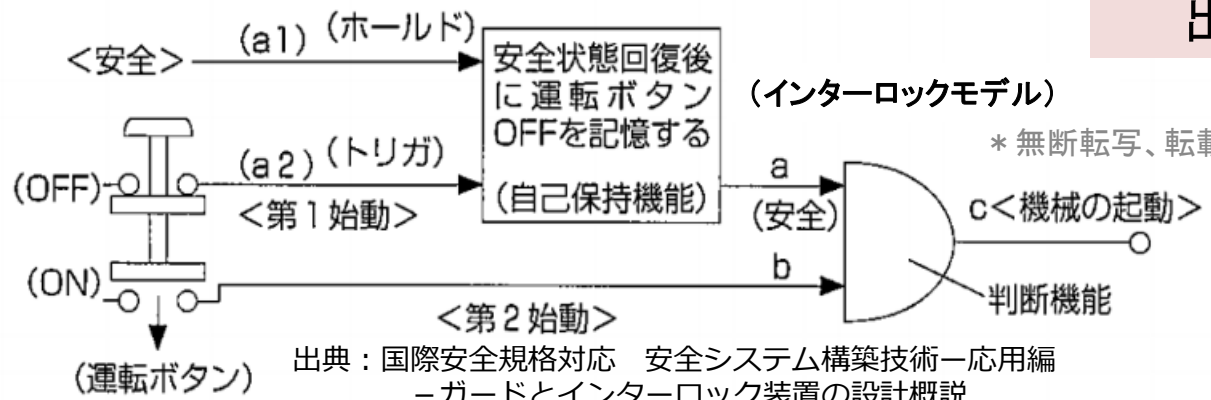 出
(a1) (ホールド)
<安全>
安全状態回復後
に運転ボタン
OFFを記憶する
(自己保持機能)
(インターロックモデル)
*無断転写、転載
(a2) (トリガ)
(OFF)
<第1始動>
a
(安全)
c<機械の起動>
(ON)
b
判断機能
<第2始動>
(運転ボタン)
出典:国際安全規格対応 安全システム構築技術ー応用編
-ガードとインターロック装置の設計概説